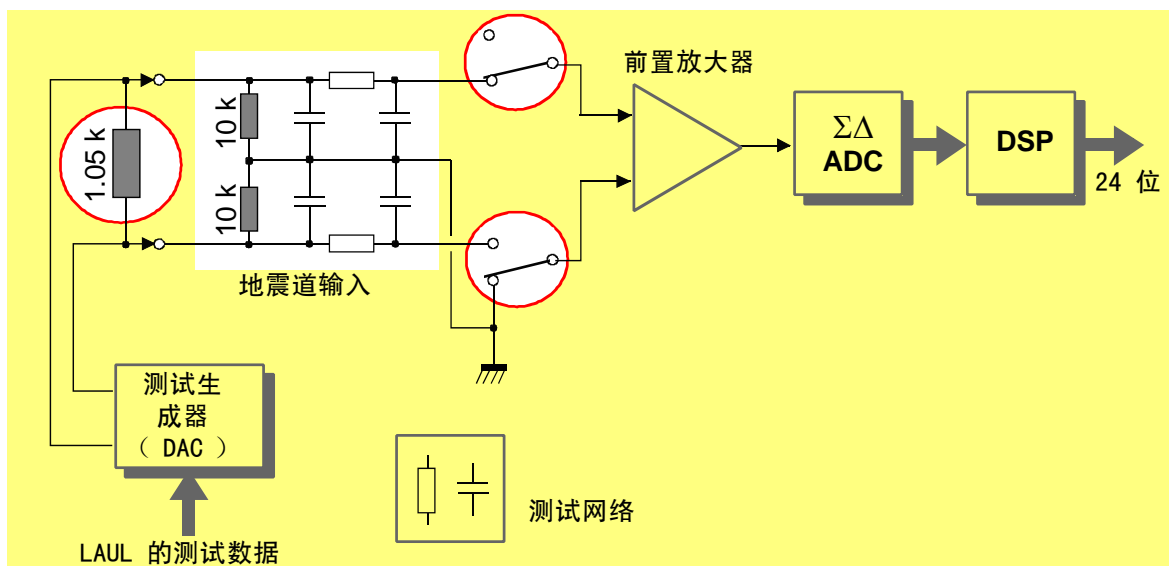 前置放大器
10 k
1.05 k
10 k
ΣΔ
ADC
DSP
24 位
地震道输入
测试生
成器
（ DAC ）
测试网络
LAUL 的测试数据